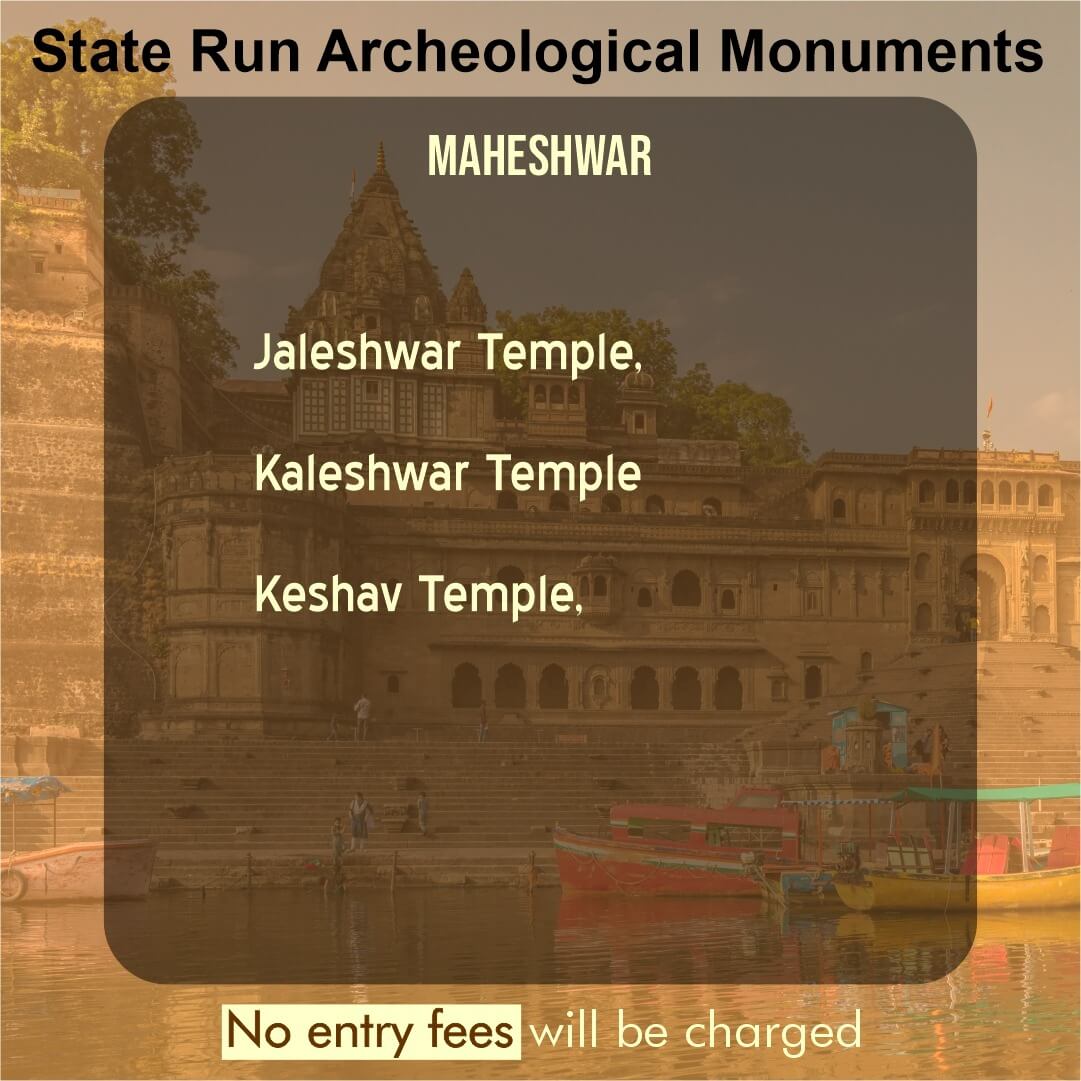 State Run Archeological Monuments
MAHESHWAR
Jaleshwar Temple,
Kaleshwar Temple
Keshav Temple,
No entry fees will be charged